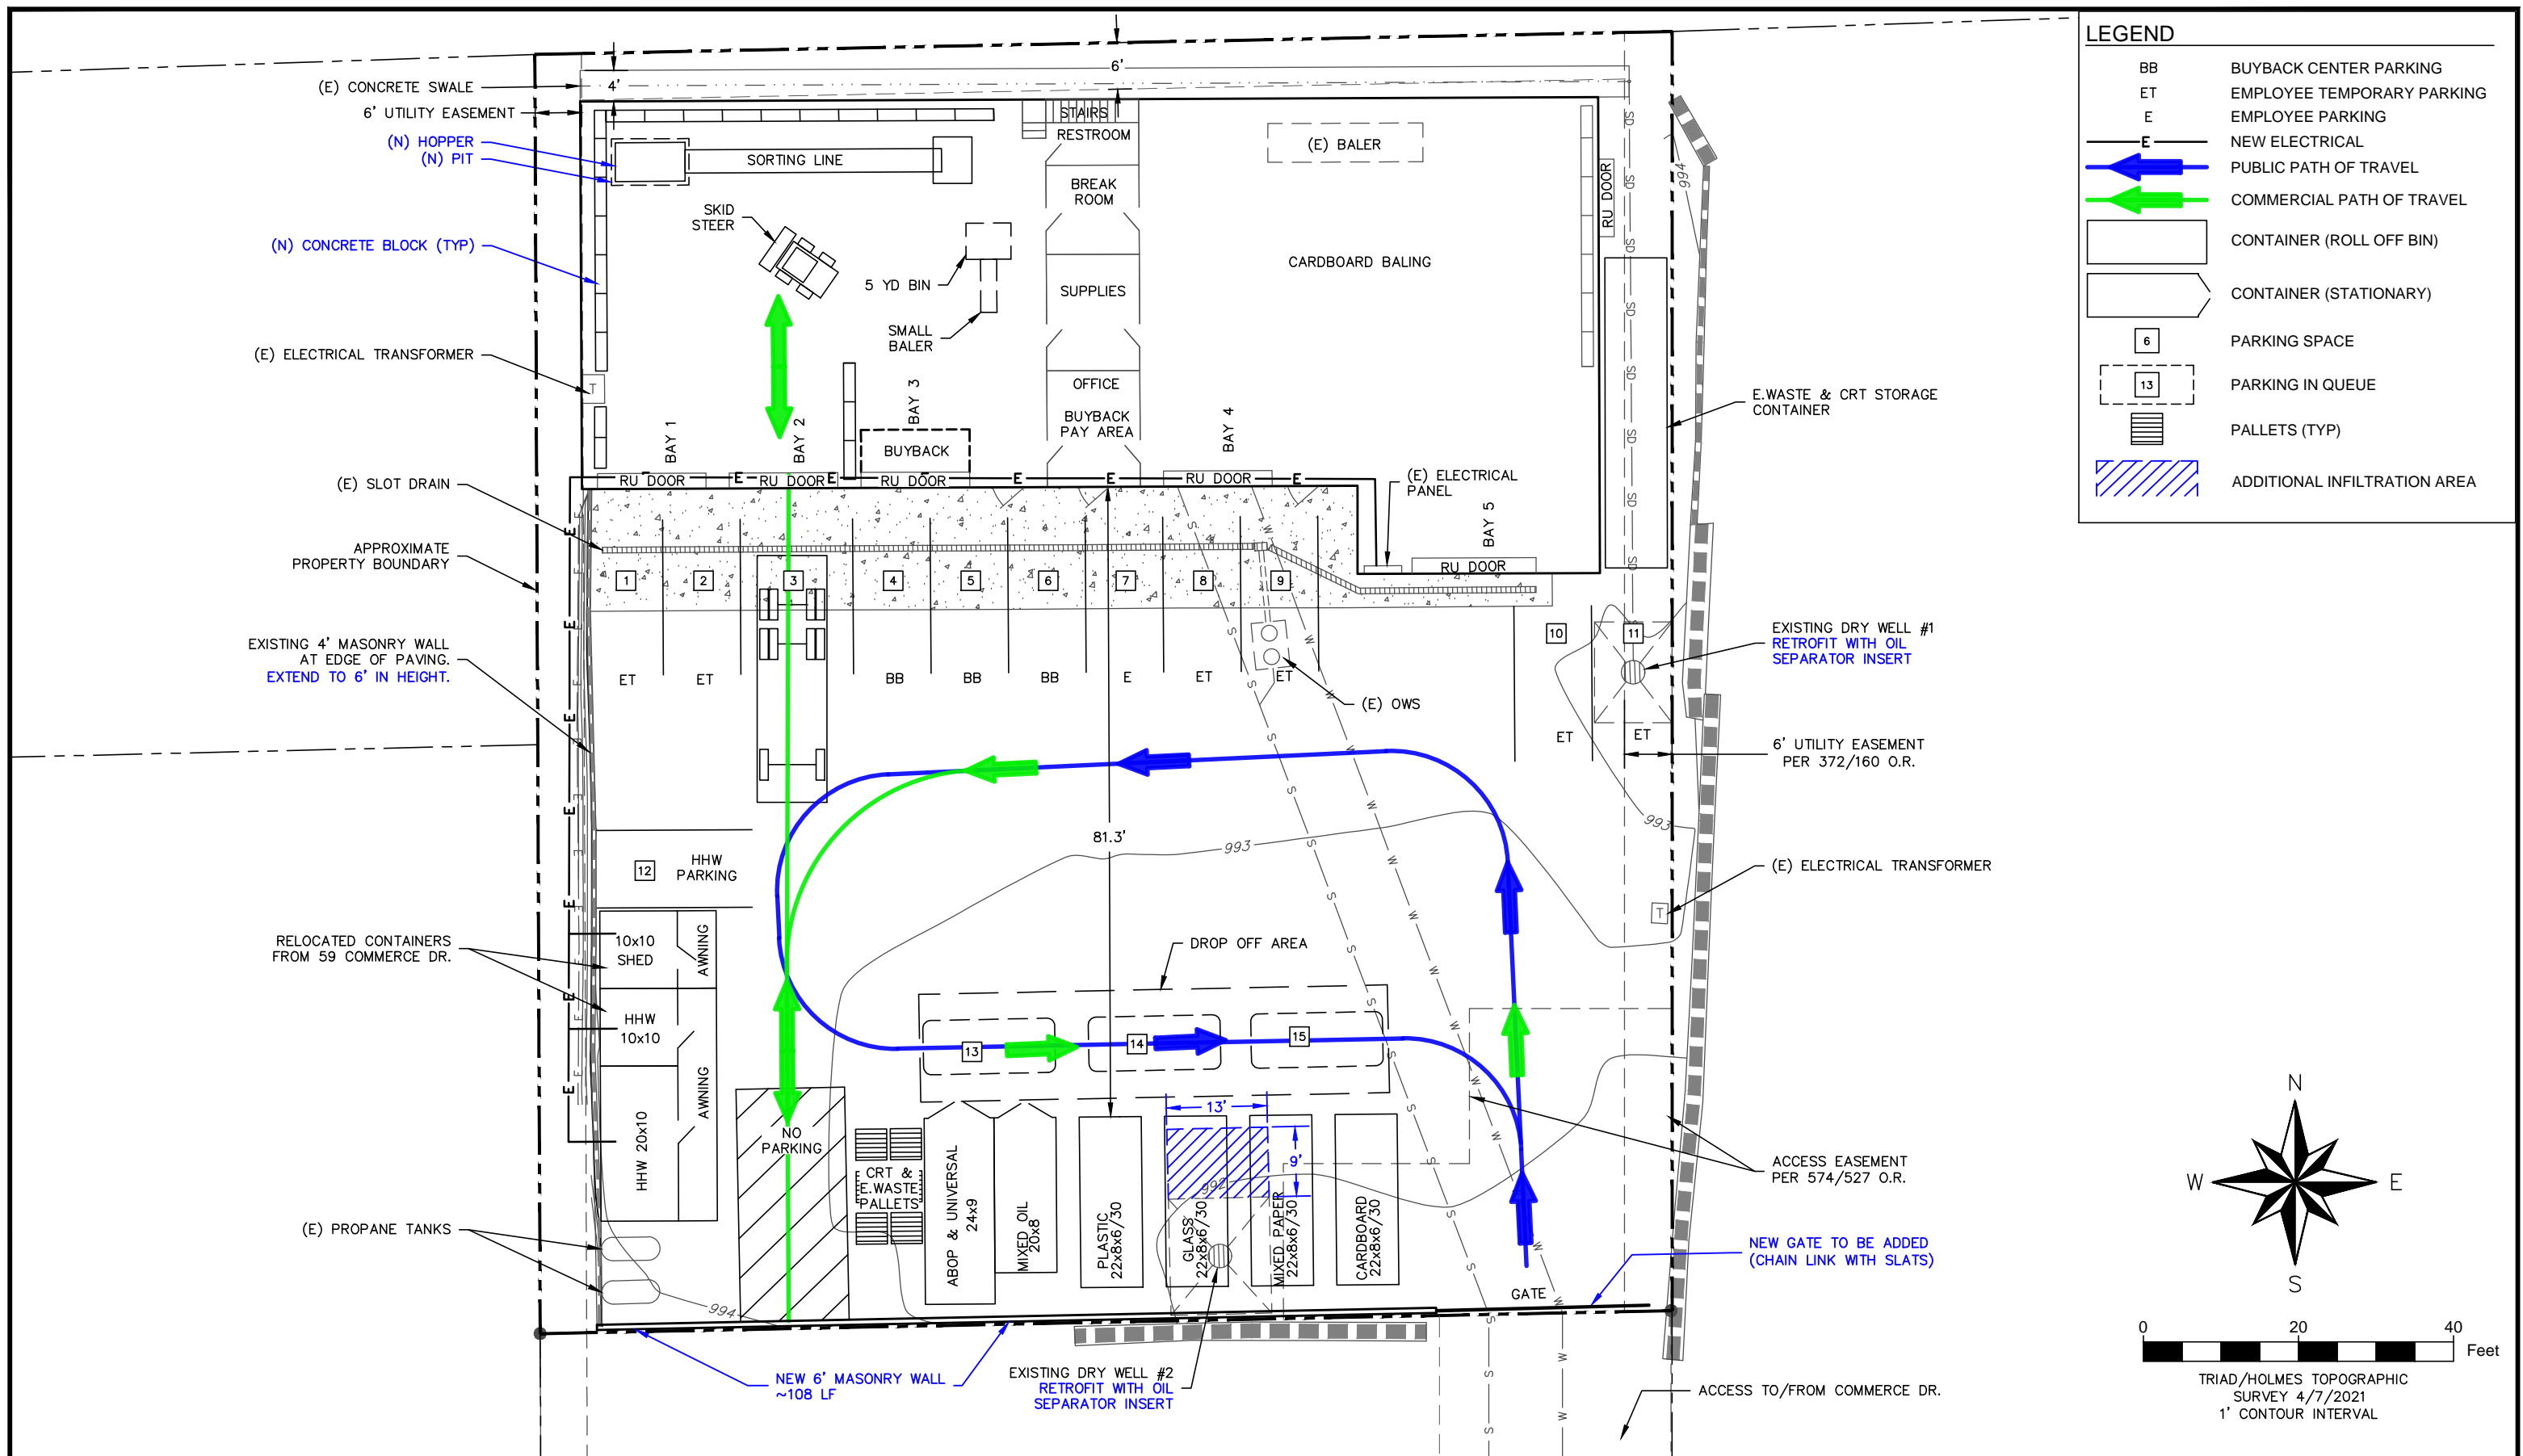 LEGEND
BB BUYBACK CENTER PARKING
ET EMPLOYEE TEMPORARY PARKING
E EMPLOYEE PARKING
E NEW ELECTRICAL
PUBLIC PATH OF TRAVEL
COMMERCIAL PATH OF TRAVEL
CONTAINER (ROLL OFF BIN)
CONTAINER (STATIONARY)
6 PARKING SPACE
13 PARKING IN QUEUE
PALLETS (TYP)
ADDITIONAL INFILTRATION AREA
(E) CONCRETE SWALE
6' UTILITY EASEMENT
(N) HOPPER
(N) PIT
(N) CONCRETE BLOCK (TYP)
(E) ELECTRICAL TRANSFORMER
(E) SLOT DRAIN
APPROXIMATE
PROPERTY BOUNDARY
EXISTING 4' MASONRY WALL
AT EDGE OF PAVING.
EXTEND TO 6' IN HEIGHT.
RELOCATED CONTAINERS
FROM 59 COMMERCE DR.
(E) PROPANE TANKS
4'
6'
STAIRS
RESTROOM
SORTING LINE
(E) BALER
BREAK
ROOM
SKID
STEER
5 YD BIN
SMALL
BALER
SUPPLIES
CARDBOARD BALING
OFFICE
BUYBACK
PAY AREA
BUYBACK
BAY 1
BAY 2
BAY 3
BAY 4
BAY 5
T
RU DOOR
RU DOOR
RU DOOR
RU DOOR
RU DOOR
RU DOOR
E E E E E
(E) ELECTRICAL
PANEL
SD SD SD SD SD SD SD
994
E.WASTE & CRT STORAGE
CONTAINER
1 2 3 4 5 6 7 8 9
10 11
ET ET BB BB BB E ET ET
ET ET
(E) OWS
EXISTING DRY WELL #1
RETROFIT WITH OIL
SEPARATOR INSERT
6' UTILITY EASEMENT
PER 372/160 O.R.
81.3'
993
993
12 HHW
PARKING
(E) ELECTRICAL TRANSFORMER
T
10x10
SHED
AWNING
HHW
10x10
AWNING
HHW 20x10
DROP OFF AREA
13 14 15
NO
PARKING
CRT &
E.WASTE
PALLETS
ABOP & UNIVERSAL
24x9
MIXED OIL
20x8
PLASTIC
22x8x6/30
GLASS
22x8x6/30
MIXED PAPER
22x8x6/30
CARDBOARD
22x8x6/30
13'
9'
992
994
ACCESS EASEMENT
PER 574/527 O.R.
NEW GATE TO BE ADDED
(CHAIN LINK WITH SLATS)
GATE
NEW 6' MASONRY WALL
~108 LF
EXISTING DRY WELL #2
RETROFIT WITH OIL
SEPARATOR INSERT
ACCESS TO/FROM COMMERCE DR.
N
W E
S
0 20 40
Feet
TRIAD/HOLMES TOPOGRAPHIC
SURVEY 4/7/2021
1' CONTOUR INTERVAL